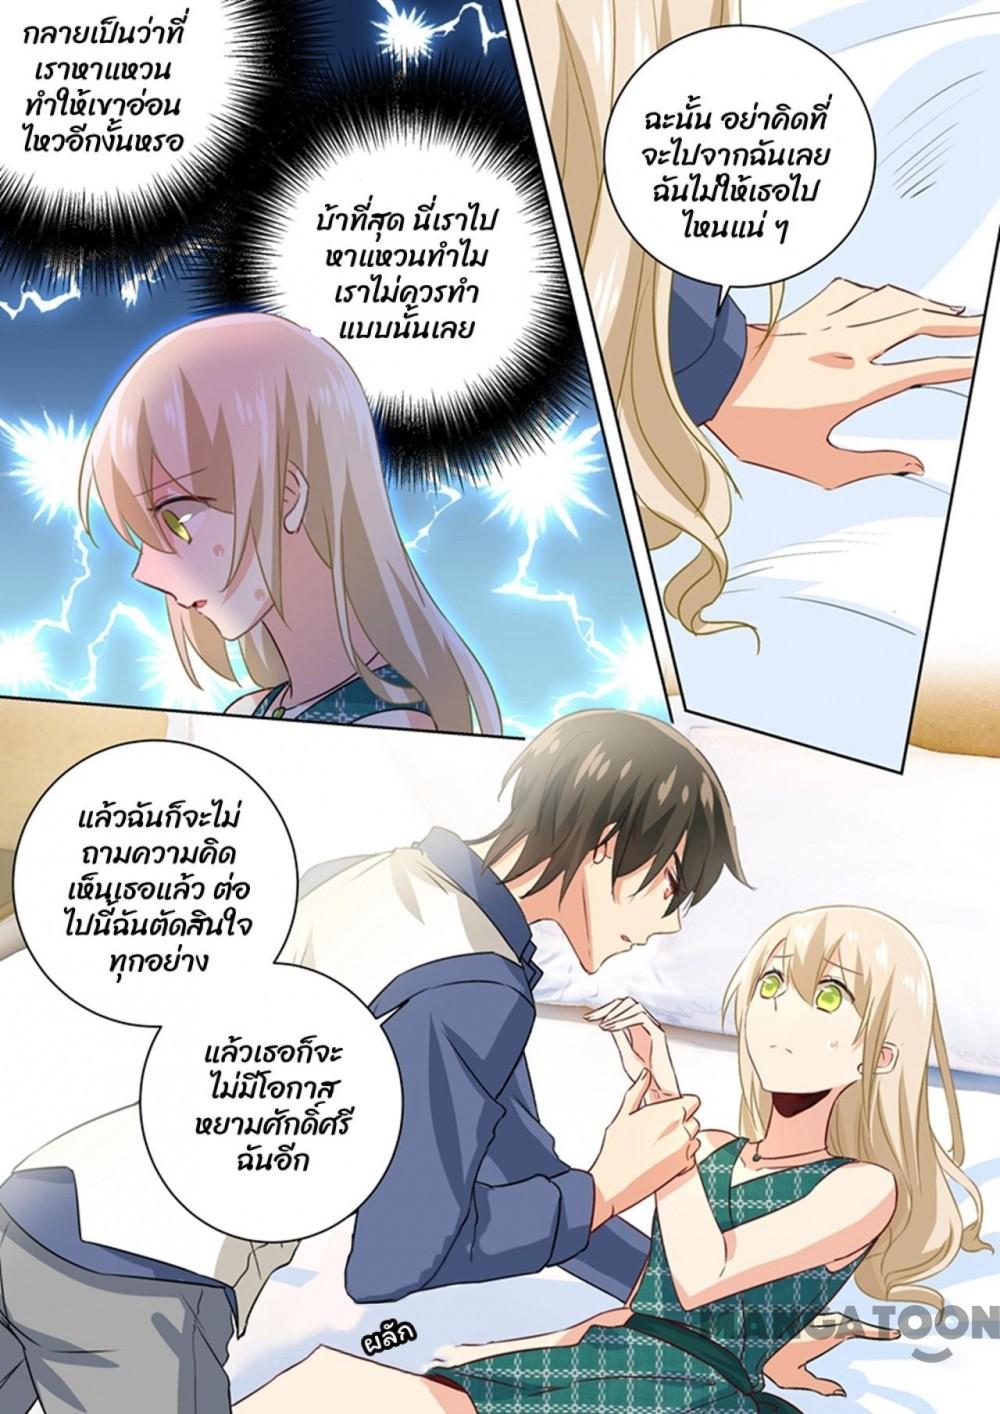 กลายเป็นว่าที่
เราหาแหวน
ทำให้เขาอ่อน
ไหวอีกงั้นหรอ
บ้าที่สุด นี่เราไป
หาแหวนทำไม
เราไม่ควรทำ
แบบนั้นเลย
ฉะนั้น อย่าคิดที่
จะไปจากฉันเลย
ฉันไม่ให้เธอไป
ไหนแน่ ๆ
แล้วฉันก็จะไม่
ถามความคิด
เห็นเธอแล้ว ต่อ
ไปนี้ฉันตัดสินใจ
ทุกอย่าง
แล้วเธอก็จะ
ไม่มีโอกาส
หยามศักดิ์ศรี
ฉันอีก
ผลัก
MANGATOON